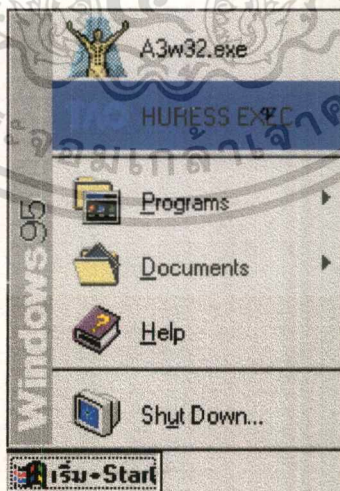 A3w32.exe
HURESS EXEC
Programs
Documents
Help
Shut Down...
Windows 95
เริ่ม-Start